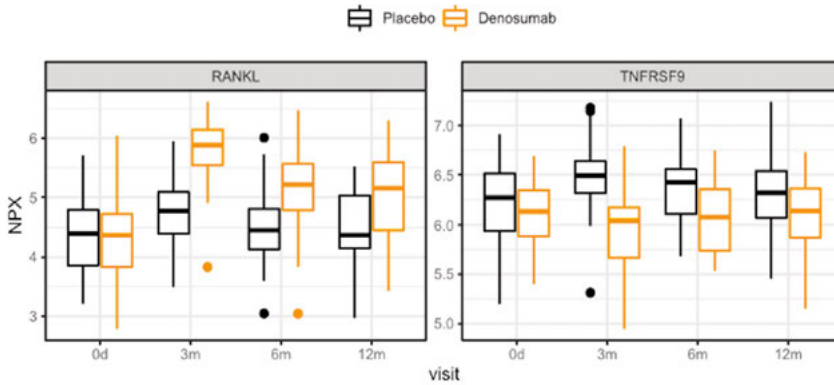 Placebo Denosumab
RANKL TNFRSF9
NPX
6
5
4
3
7.0
6.5
6.0
5.5
5.0
0d 3m 6m 12m 0d 3m 6m 12m
visit